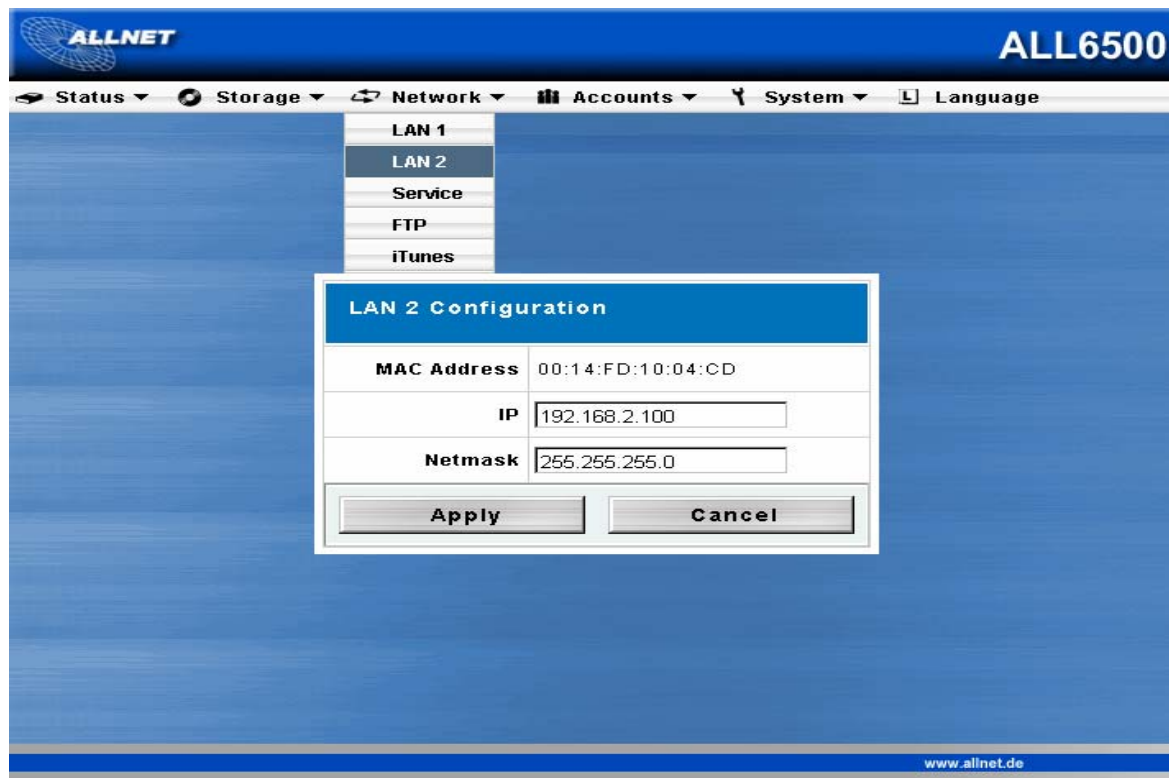 ALLNET
ALL6500
Status Storage Network Accounts System L Language
LAN 1
LAN 2
Service
FTP
iTunes
LAN 2 Configuration
MAC Address 00:14:FD:10:04:CD
IP 192.168.2.100
Netmask 255.255.255.0
Apply Cancel
www.allnet.de